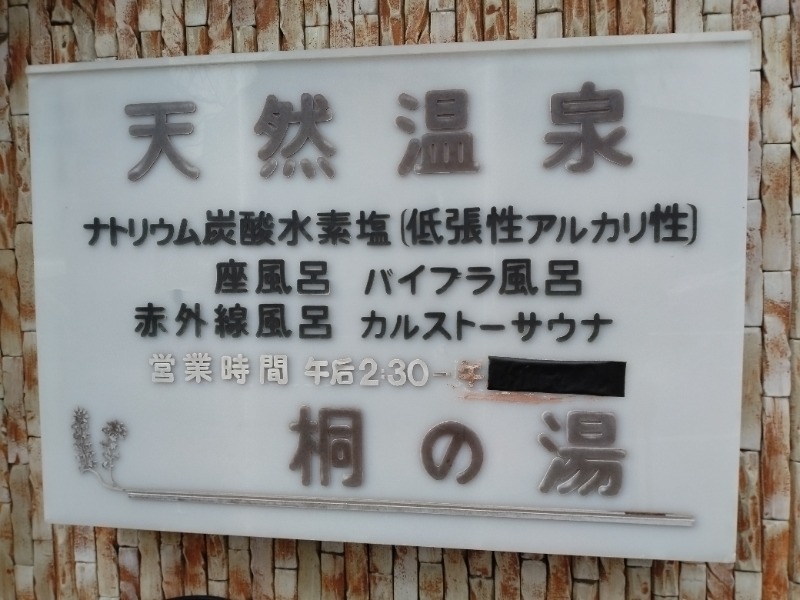 天然温泉
ナトリウム炭酸水素塩(低張性アルカリ性)
座風呂 バイブラ風呂
赤外線風呂 カルストーサウナ
営業時間 午后2:30-
桐の湯